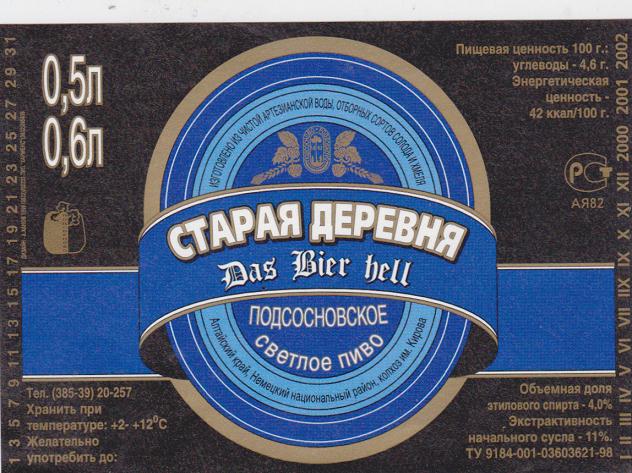 0,5л
0,6л
Пищевая ценность 100 г.:
углеводы - 4,6 г.
Энергетическая
ценность -
42 ккал/100 г.
АЯ82
ИЗГОТОВЛЕНО ИЗ ЧИСТОЙ АРТЕЗИАНСКОЙ ВОДЫ, ОТБОРНЫХ СОРТОВ СОЛОДА И ХМЕЛЯ
СТАРАЯ ДЕРЕВНЯ
Das Bier hell
ПОДСОСНОВСКОЕ
светлое пиво
Алтайский край, Немецкий национальный район, колхоз им. Кирова
Тел. (385-39) 20-257
Хранить при
температуре: +2- +12⁰С
Желательно
употребить до:
Объемная доля
этилового спирта - 4,0%
Экстрактивность
начального сусла - 11%.
ТУ 9184-001-03603621-98
1 3 5 7 9 11 13 15 17 19 21 23 25 27 29 31
I II III IV V VI VII IIX IX X XI XII 2000 2001 2002